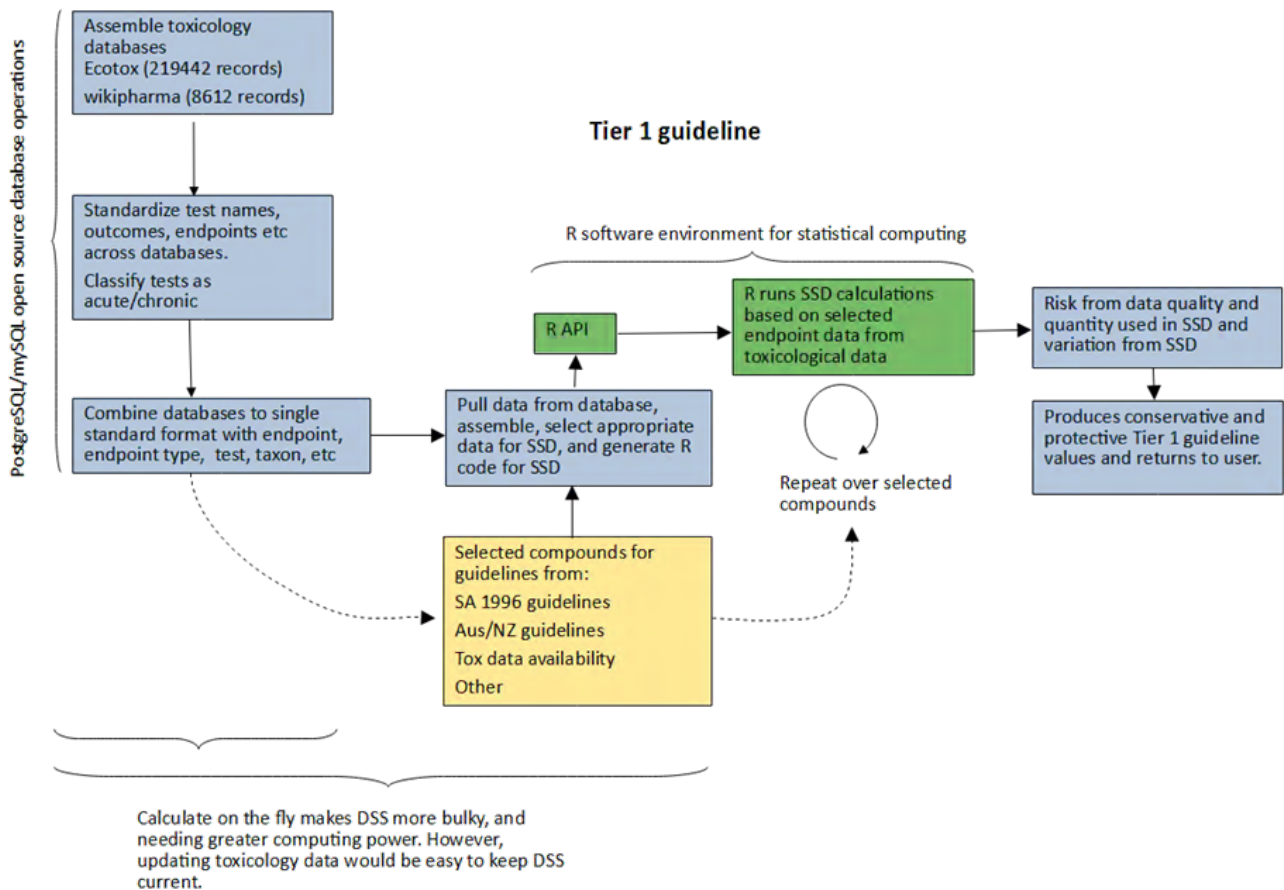 PostgreSQL/mySQL open source database operations
Assemble toxicology
databases
Ecotox (219442 records)
wikipharma (8612 records)
Tier 1 guideline
Standardize test names,
outcomes, endpoints etc
across databases.
Classify tests as
acute/chronic
R software environment for statistical computing
R API
R runs SSD calculations
based on selected
endpoint data from
toxicological data
Risk from data quality and
quantity used in SSD and
variation from SSD
Combine databases to single
standard format with endpoint,
endpoint type, test, taxon, etc
Pull data from database,
assemble, select appropriate
data for SSD, and generate R
code for SSD
Produces conservative and
protective Tier 1 guideline
values and returns to user.
Repeat over selected
compounds
Selected compounds for
guidelines from:
SA 1996 guidelines
Aus/NZ guidelines
Tox data availability
Other
Calculate on the fly makes DSS more bulky, and
needing greater computing power. However,
updating toxicology data would be easy to keep DSS
current.